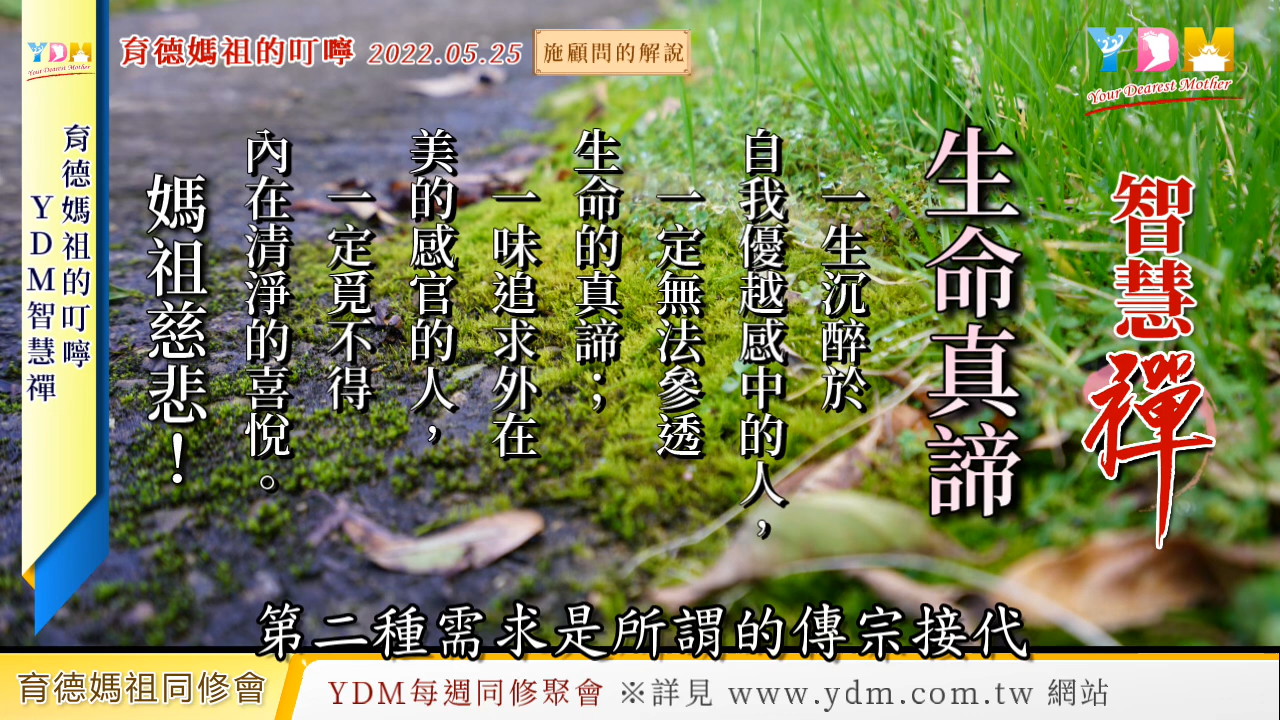 YDM
Your Dearest Mother
育德媽祖的叮嚀 2022.05.25 施顧問的解說
YDM
Your Dearest Mother
智慧禪
生命真諦
一生沉醉於
自我優越感中的人，
一定無法參透
生命的真諦；
一味追求外在
美的感官的人，
一定覓不得
內在清淨的喜悅。
媽祖慈悲！
育德媽祖的叮嚀
YDM智慧禪
第二種需求是所謂的傳宗接代
育德媽祖同修會
YDM每週同修聚會 ※詳見 www.ydm.com.tw 網站